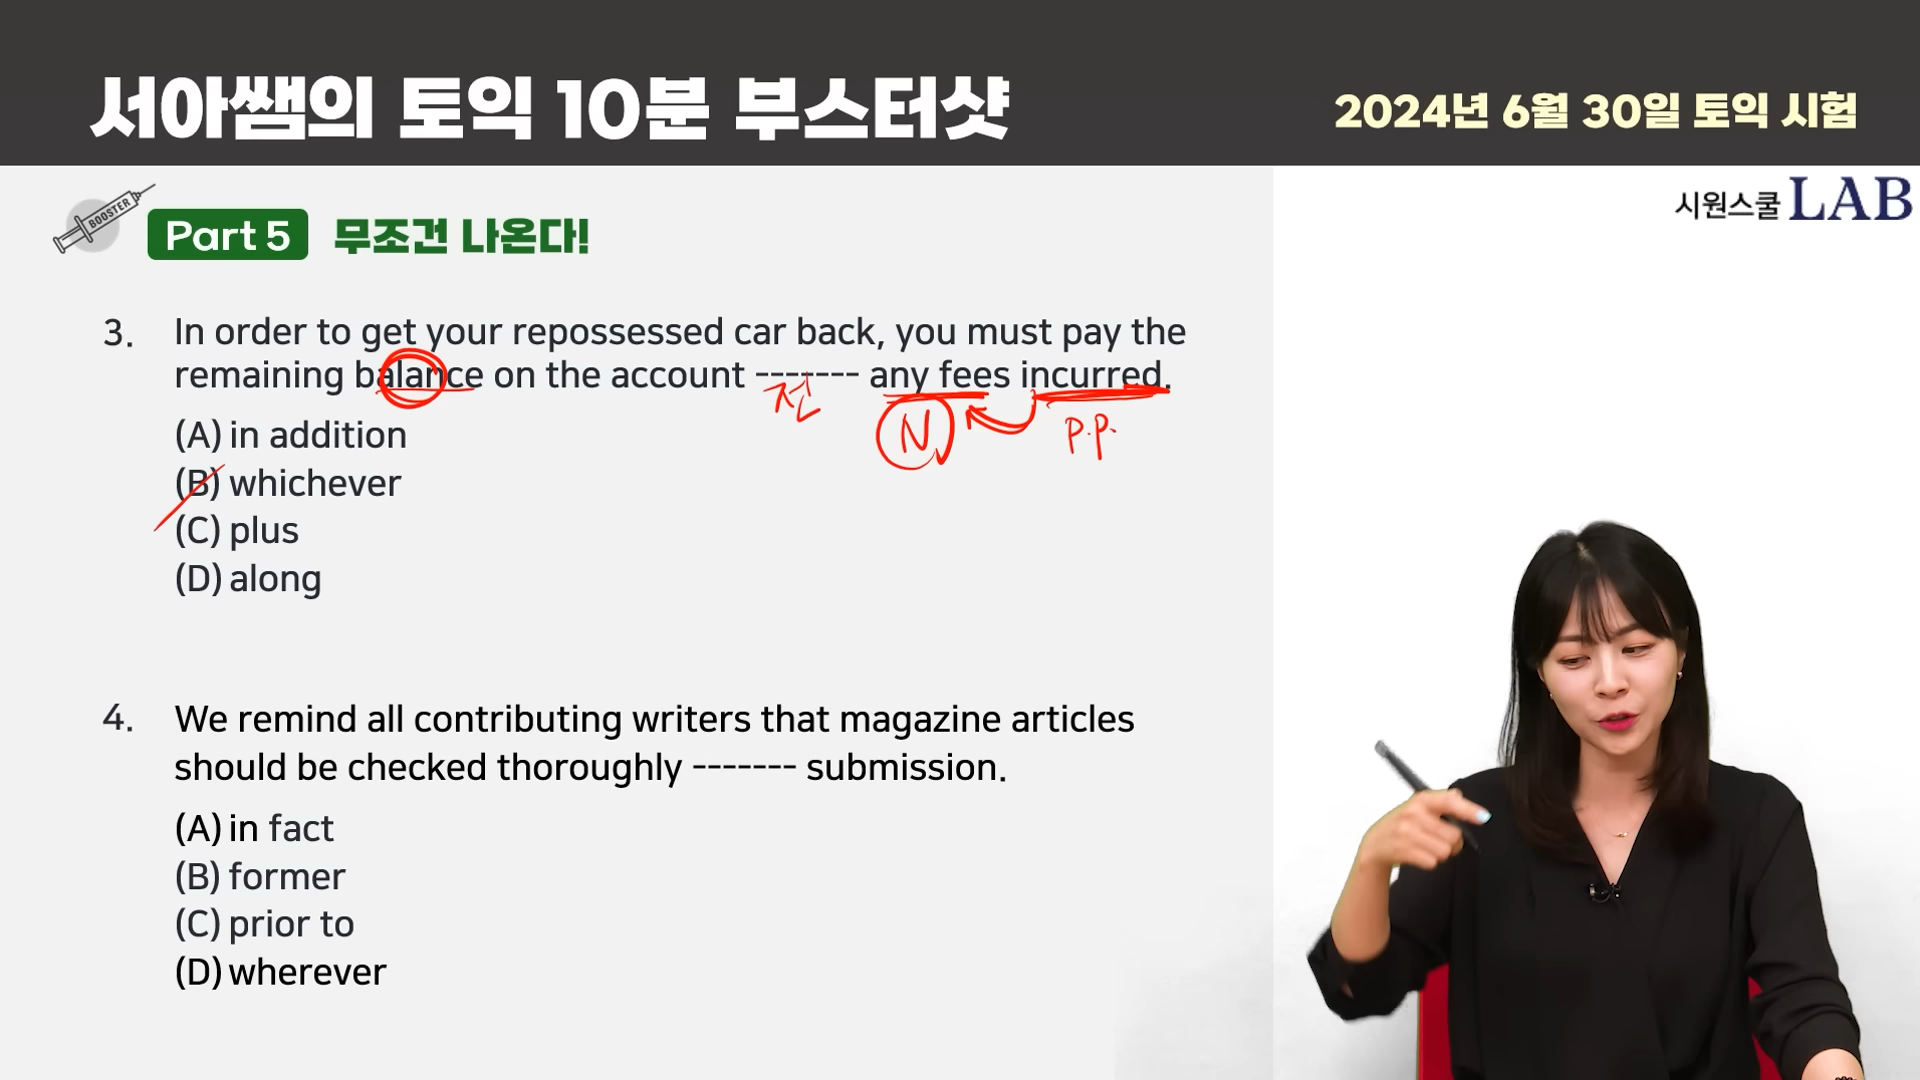 서아쌤의 토익 10분 부스터샷
2024년 6월 30일 토익 시험
시원스쿨 LAB
BOOSTER
Part 5 무조건 나온다!
3. In order to get your repossessed car back, you must pay the
remaining balance on the account ------- any fees incurred.
전
N
p.p.
(A) in addition
(B) whichever
(C) plus
(D) along
4. We remind all contributing writers that magazine articles
should be checked thoroughly ------- submission.
(A) in fact
(B) former
(C) prior to
(D) wherever